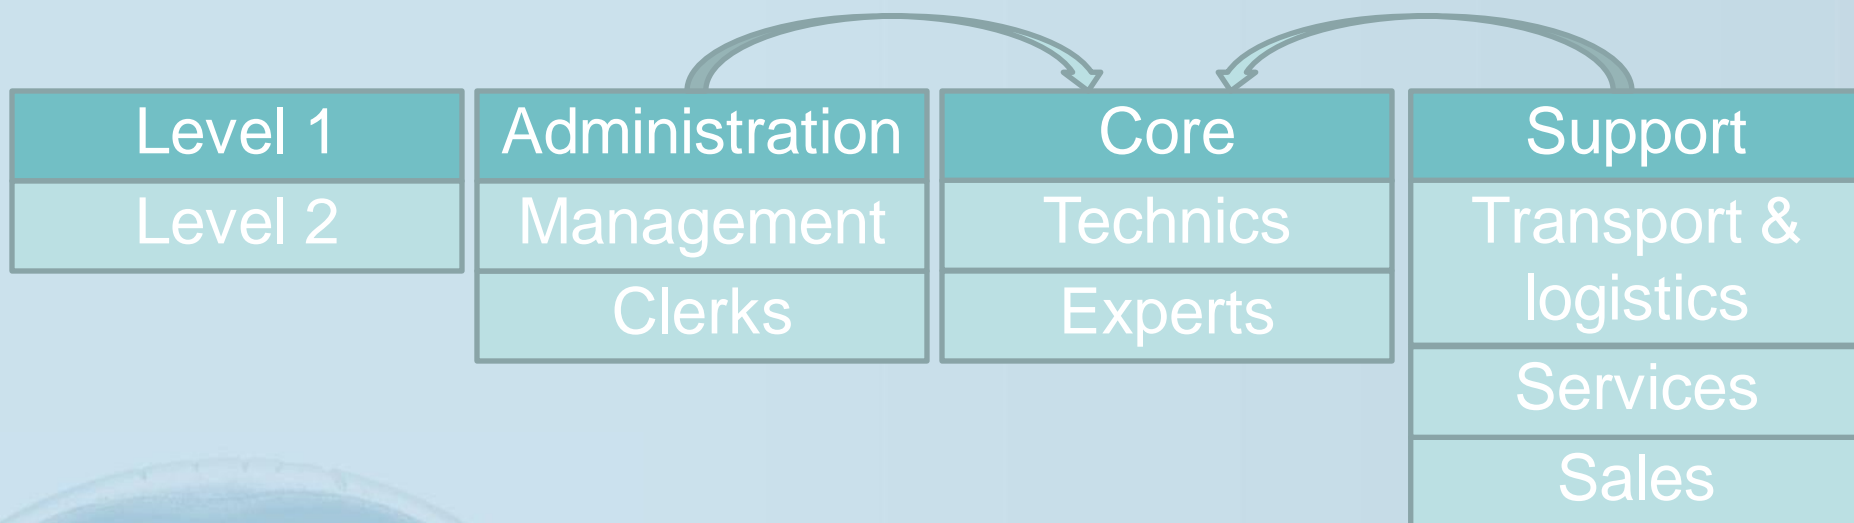 Level 1
Level 2
Administration
Management
Clerks
Core
Technics
Experts
Support
Transport &
logistics
Services
Sales